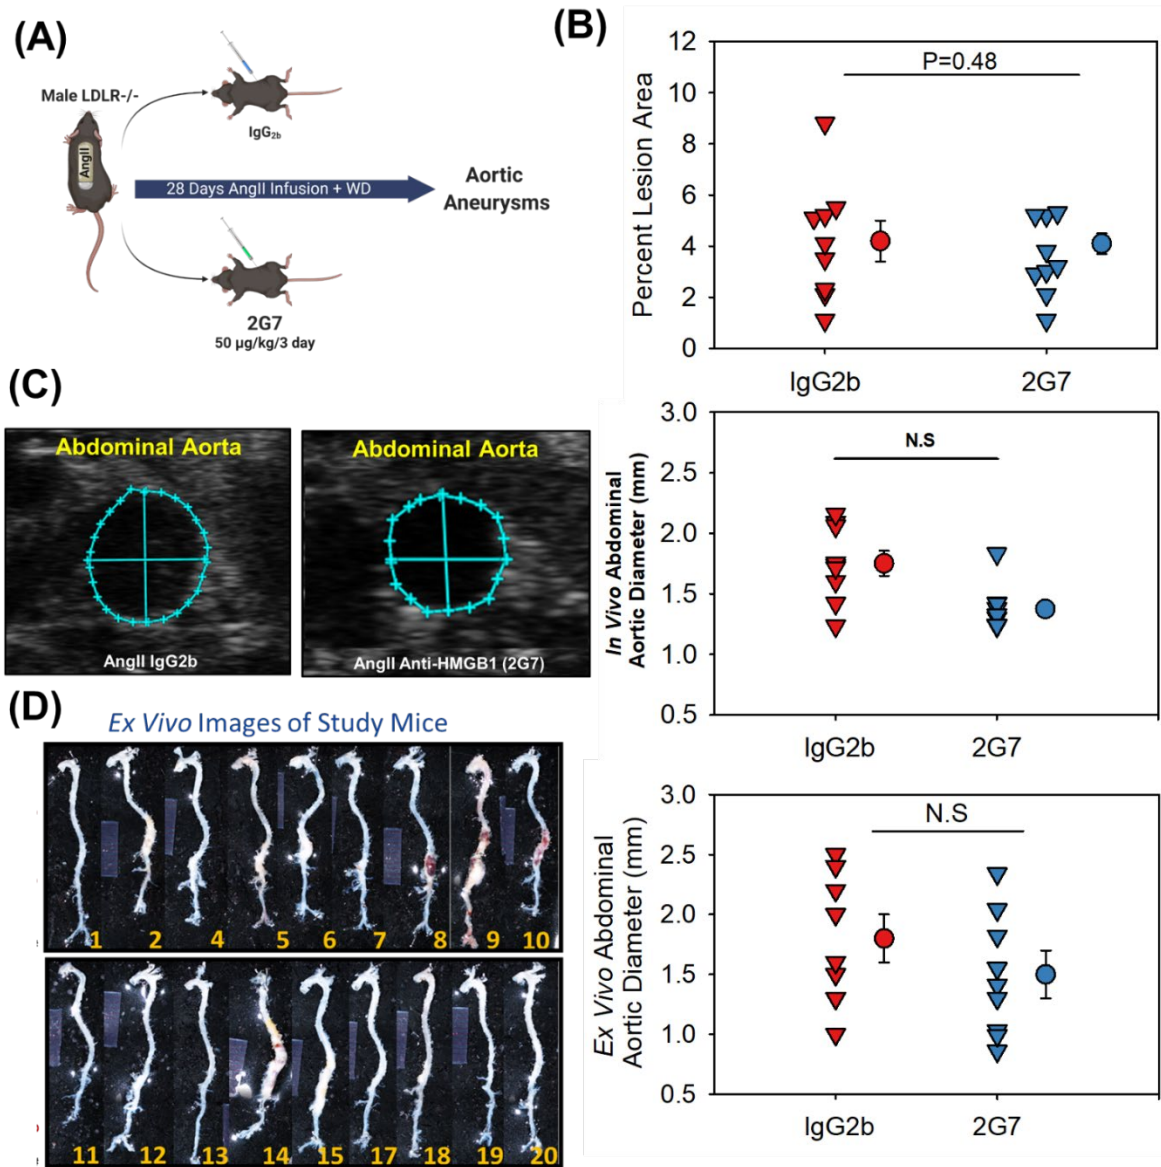 (A)
Male LDLR-/-
AngII
IgG2b
28 Days AngII Infusion + WD
Aortic
Aneurysms
2G7
50 µg/kg/3 day
(B)
Percent Lesion Area
12
10
8
6
4
2
0
P=0.48
IgG2b
2G7
(C)
Abdominal Aorta
AngII IgG2b
Abdominal Aorta
AngII Anti-HMGB1 (2G7)
In Vivo Abdominal
Aortic Diameter (mm)
3.0
2.5
2.0
1.5
1.0
0.5
N.S
IgG2b
2G7
(D)
Ex Vivo Images of Study Mice
1 2 4 5 6 7 8 9 10
11 12 13 14 15 17 18 19 20
Ex Vivo Abdominal
Aortic Diameter (mm)
3.0
2.5
2.0
1.5
1.0
0.5
N.S
IgG2b
2G7